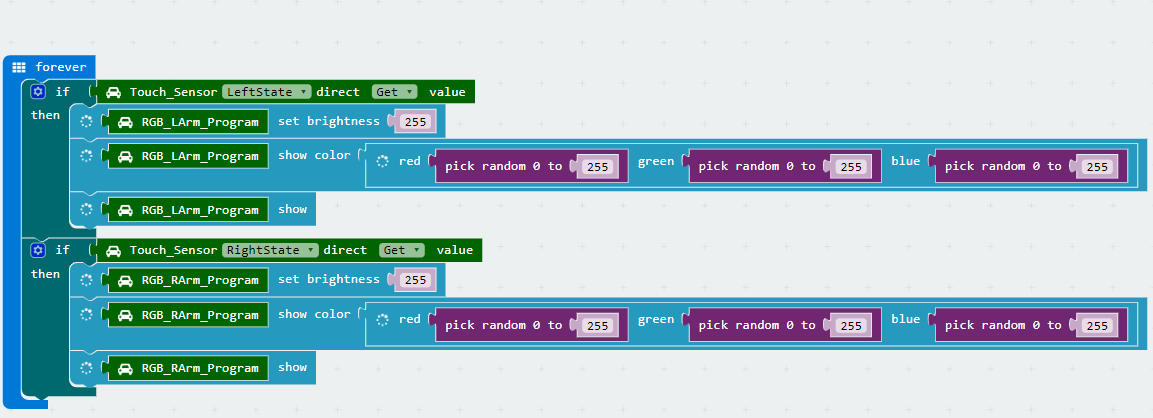 forever
if Touch_Sensor LeftState direct Get value
then RGB_LArm_Program set brightness 255
RGB_LArm_Program show color red pick random 0 to 255 green pick random 0 to 255 blue pick random 0 to 255
RGB_LArm_Program show
if Touch_Sensor RightState direct Get value
then RGB_RArm_Program set brightness 255
RGB_RArm_Program show color red pick random 0 to 255 green pick random 0 to 255 blue pick random 0 to 255
RGB_RArm_Program show